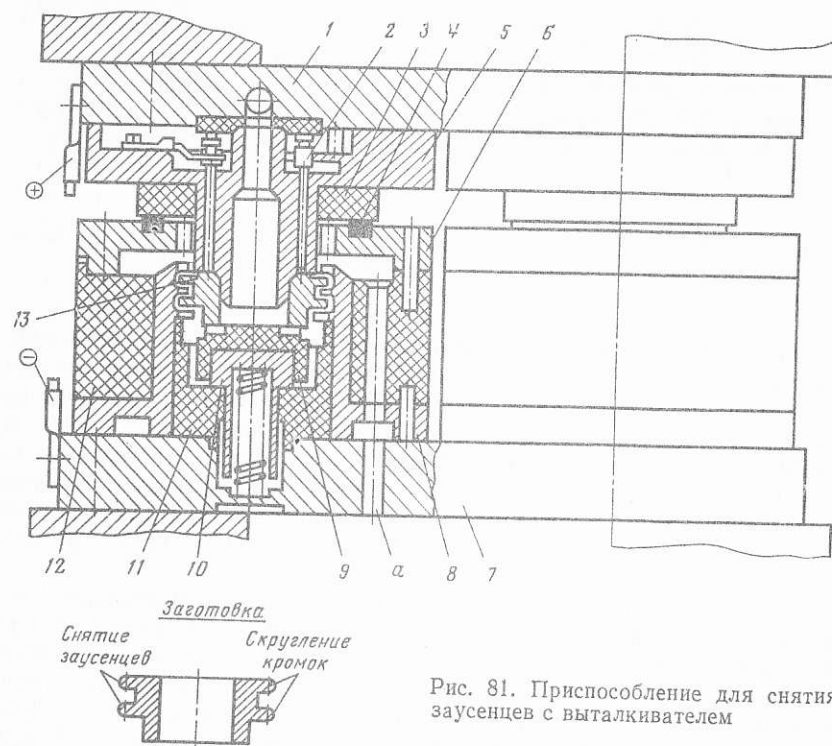 1 2 3 4 5 6
+
13
−
12 11 10 9 а 8 7
Заготовка
Снятие
заусенцев
Скругление
кромок
Рис. 81. Приспособление для снятия
заусенцев с выталкивателем